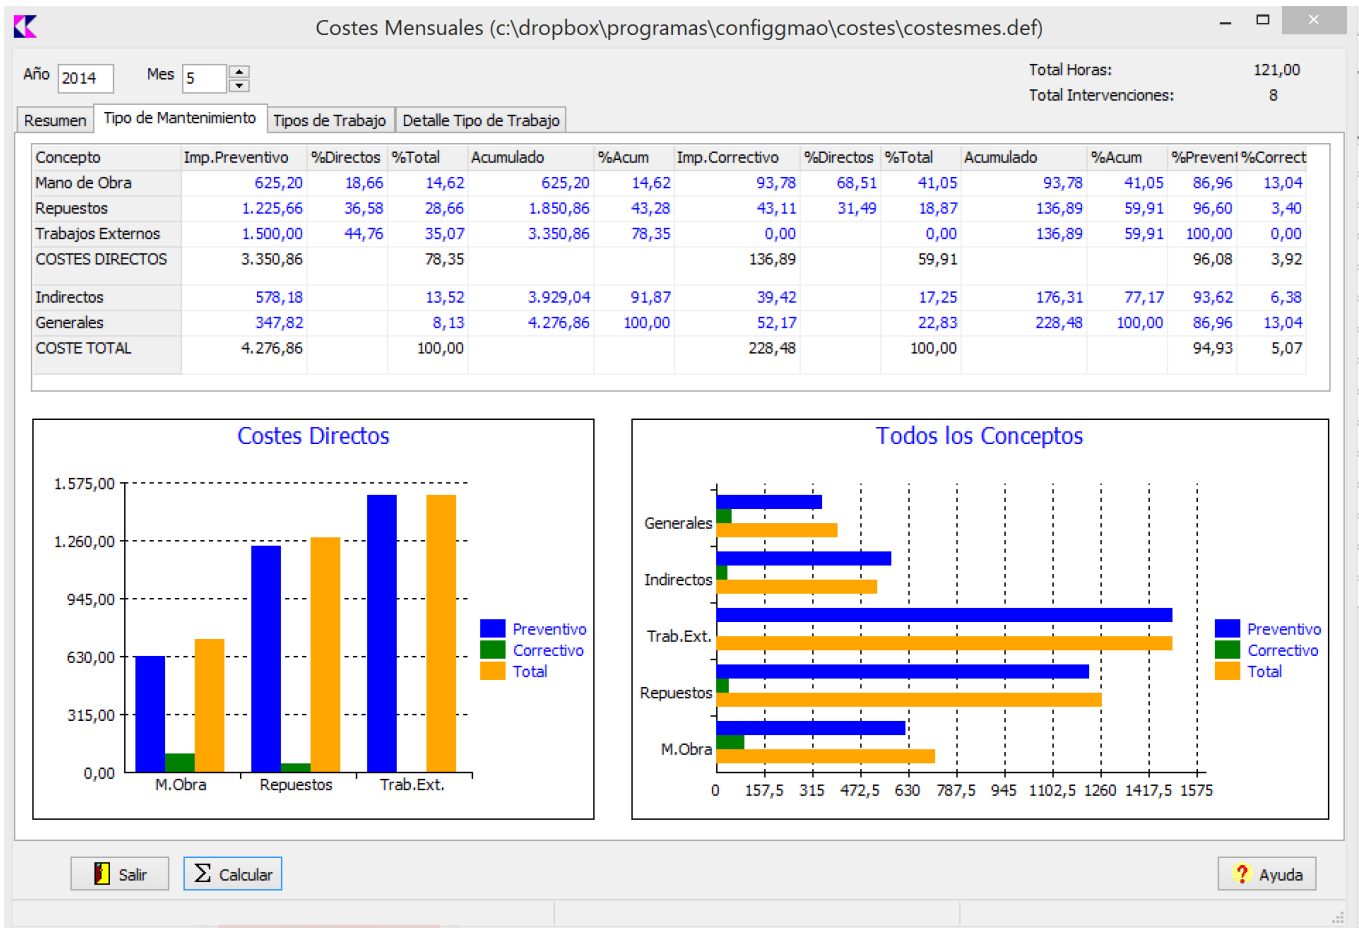 Costes Mensuales (c:\dropbox\programas\configgmao\costes\costesmes.def)
Año 2014 Mes 5 Total Horas: 121,00
Total Intervenciones: 8
Resumen Tipo de Mantenimiento Tipos de Trabajo Detalle Tipo de Trabajo
Concepto Imp.Preventivo %Directos %Total Acumulado %Acum Imp.Correctivo %Directos %Total Acumulado %Acum %Prevent %Correct
Mano de Obra 625,20 18,66 14,62 625,20 14,62 93,78 68,51 41,05 93,78 41,05 86,96 13,04
Repuestos 1.225,66 36,58 28,66 1.850,86 43,28 43,11 31,49 18,87 136,89 59,91 96,60 3,40
Trabajos Externos 1.500,00 44,76 35,07 3.350,86 78,35 0,00 0,00 136,89 59,91 100,00 0,00
COSTES DIRECTOS 3.350,86 78,35 136,89 59,91 96,08 3,92
Indirectos 578,18 13,52 3.929,04 91,87 39,42 17,25 176,31 77,17 93,62 6,38
Generales 347,82 8,13 4.276,86 100,00 52,17 22,83 228,48 100,00 86,96 13,04
COSTE TOTAL 4.276,86 100,00 228,48 100,00 94,93 5,07
Costes Directos
1.575,00
1.260,00
945,00
630,00
315,00
0,00
M.Obra Repuestos Trab.Ext.
Preventivo
Correctivo
Total
Todos los Conceptos
Generales
Indirectos
Trab.Ext.
Repuestos
M.Obra
0 157,5 315 472,5 630 787,5 945 1102,5 1260 1417,5 1575
Preventivo
Correctivo
Total
Salir Σ Calcular ? Ayuda